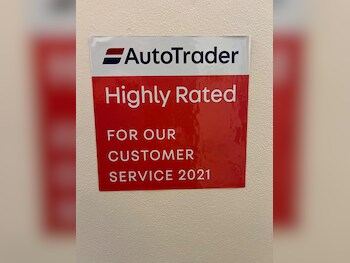 AutoTrader
Highly Rated
FOR OUR
CUSTOMER
SERVICE 2021